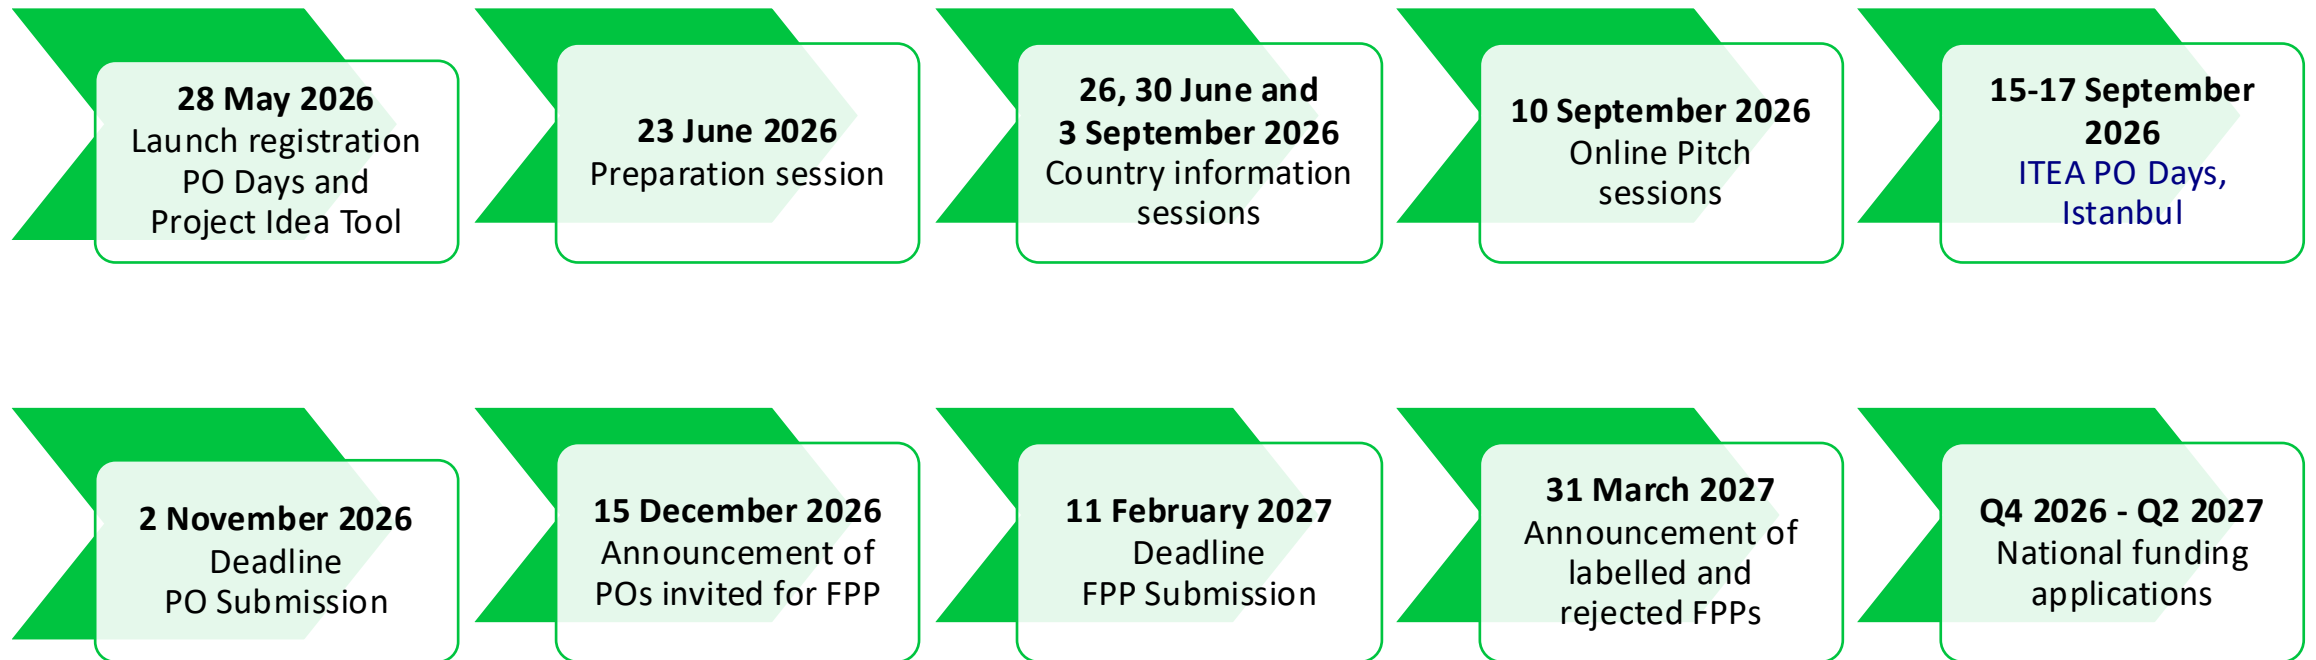 28 May 2026
Launch registration
PO Days and
Project Idea Tool
23 June 2026
Preparation session
26, 30 June and
3 September 2026
Country information
sessions
10 September 2026
Online Pitch
sessions
15-17 September
2026
ITEA PO Days,
Istanbul
2 November 2026
Deadline
PO Submission
15 December 2026
Announcement of
POs invited for FPP
11 February 2027
Deadline
FPP Submission
31 March 2027
Announcement of
labelled and
rejected FPPs
Q4 2026 - Q2 2027
National funding
applications